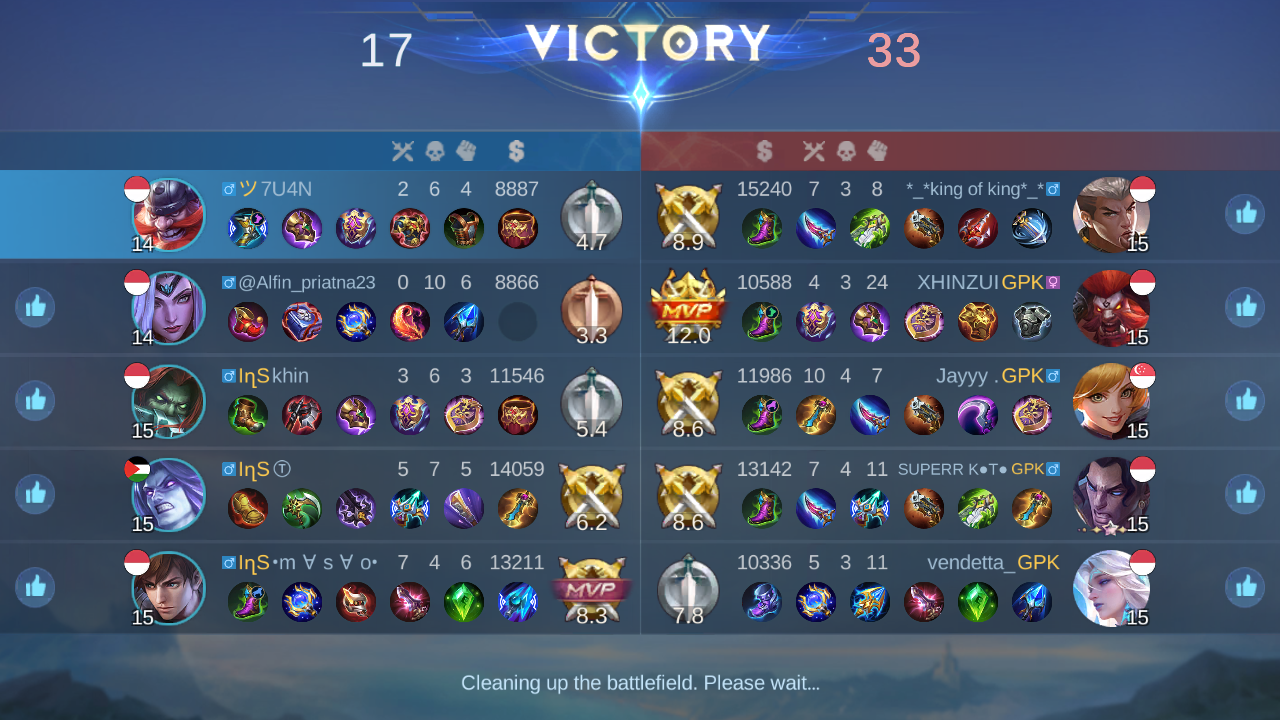 17 VICTORY 33
ツ 7U4N 2 6 4 8887
14 4.7
15240 7 3 8 *_*king of king*_*
8.9 15
@Alfin_priatna23 0 10 6 8866
14 3.3
10588 4 3 24 XHINZUI GPK
MVP
12.0 15
IηS khin 3 6 3 11546
15 5.4
11986 10 4 7 Jayyy . GPK
8.6 15
IηS Ⓣ 5 7 5 14059
15 6.2
13142 7 4 11 SUPERR K●T● GPK
8.6 15
IηS •m ∀ s ∀ o• 7 4 6 13211
MVP
15 8.3
10336 5 3 11 vendetta_GPK
7.8 15
Cleaning up the battlefield. Please wait...